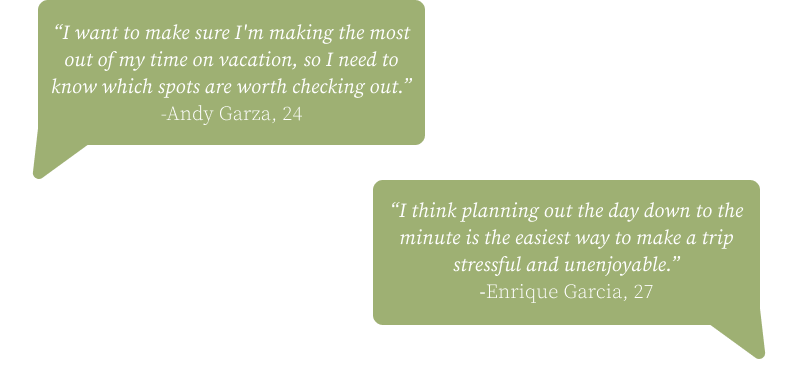 “I want to make sure I'm making the most
out of my time on vacation, so I need to
know which spots are worth checking out.”
-Andy Garza, 24
“I think planning out the day down to the
minute is the easiest way to make a trip
stressful and unenjoyable.”
-Enrique Garcia, 27